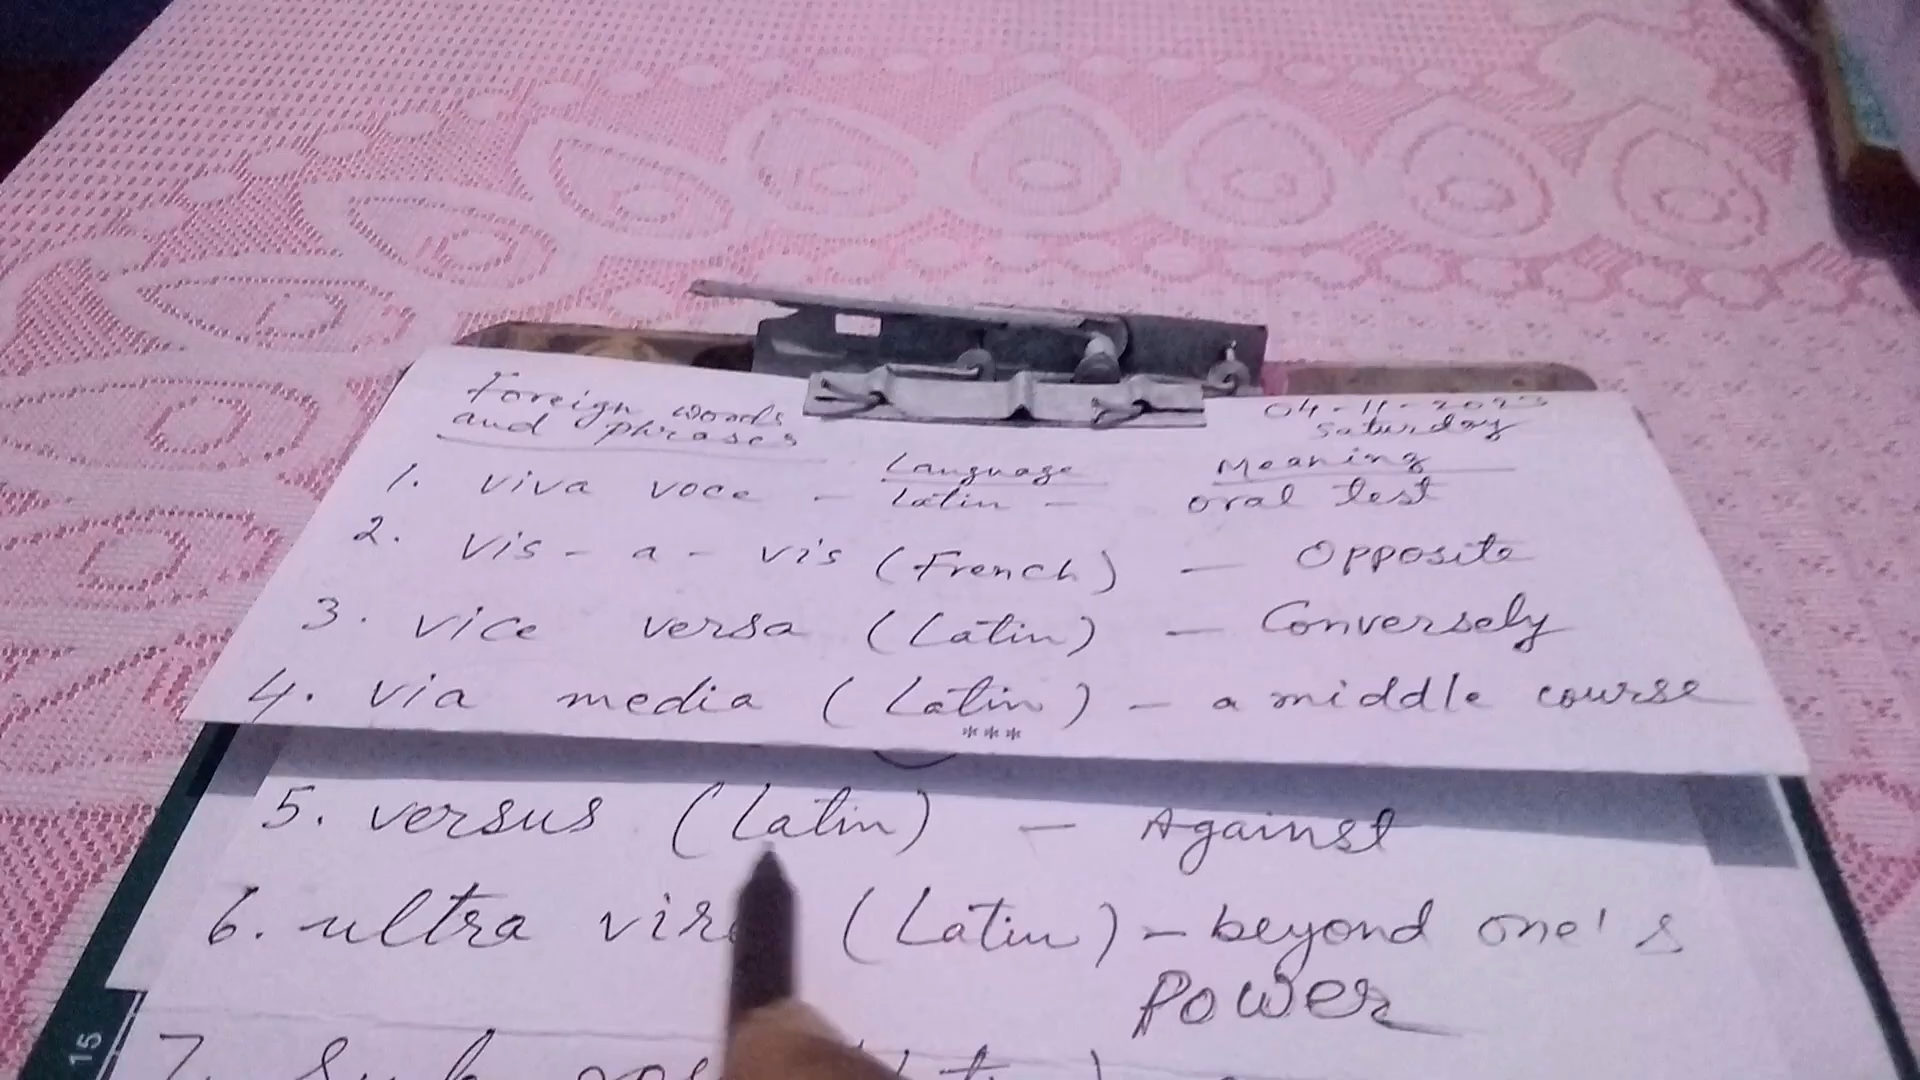 Foreign words
and phrases
04-11-2023
Saturday
Language
Meaning
1. viva voce - Latin - oral test
2. vis-a-vis (French) - opposite
3. vice versa (Latin) - Conversely
4. via media (Latin) - a middle course
***
5. versus (Latin) - Against
6. ultra (Latin) - beyond one's
Power
7. Sub
15